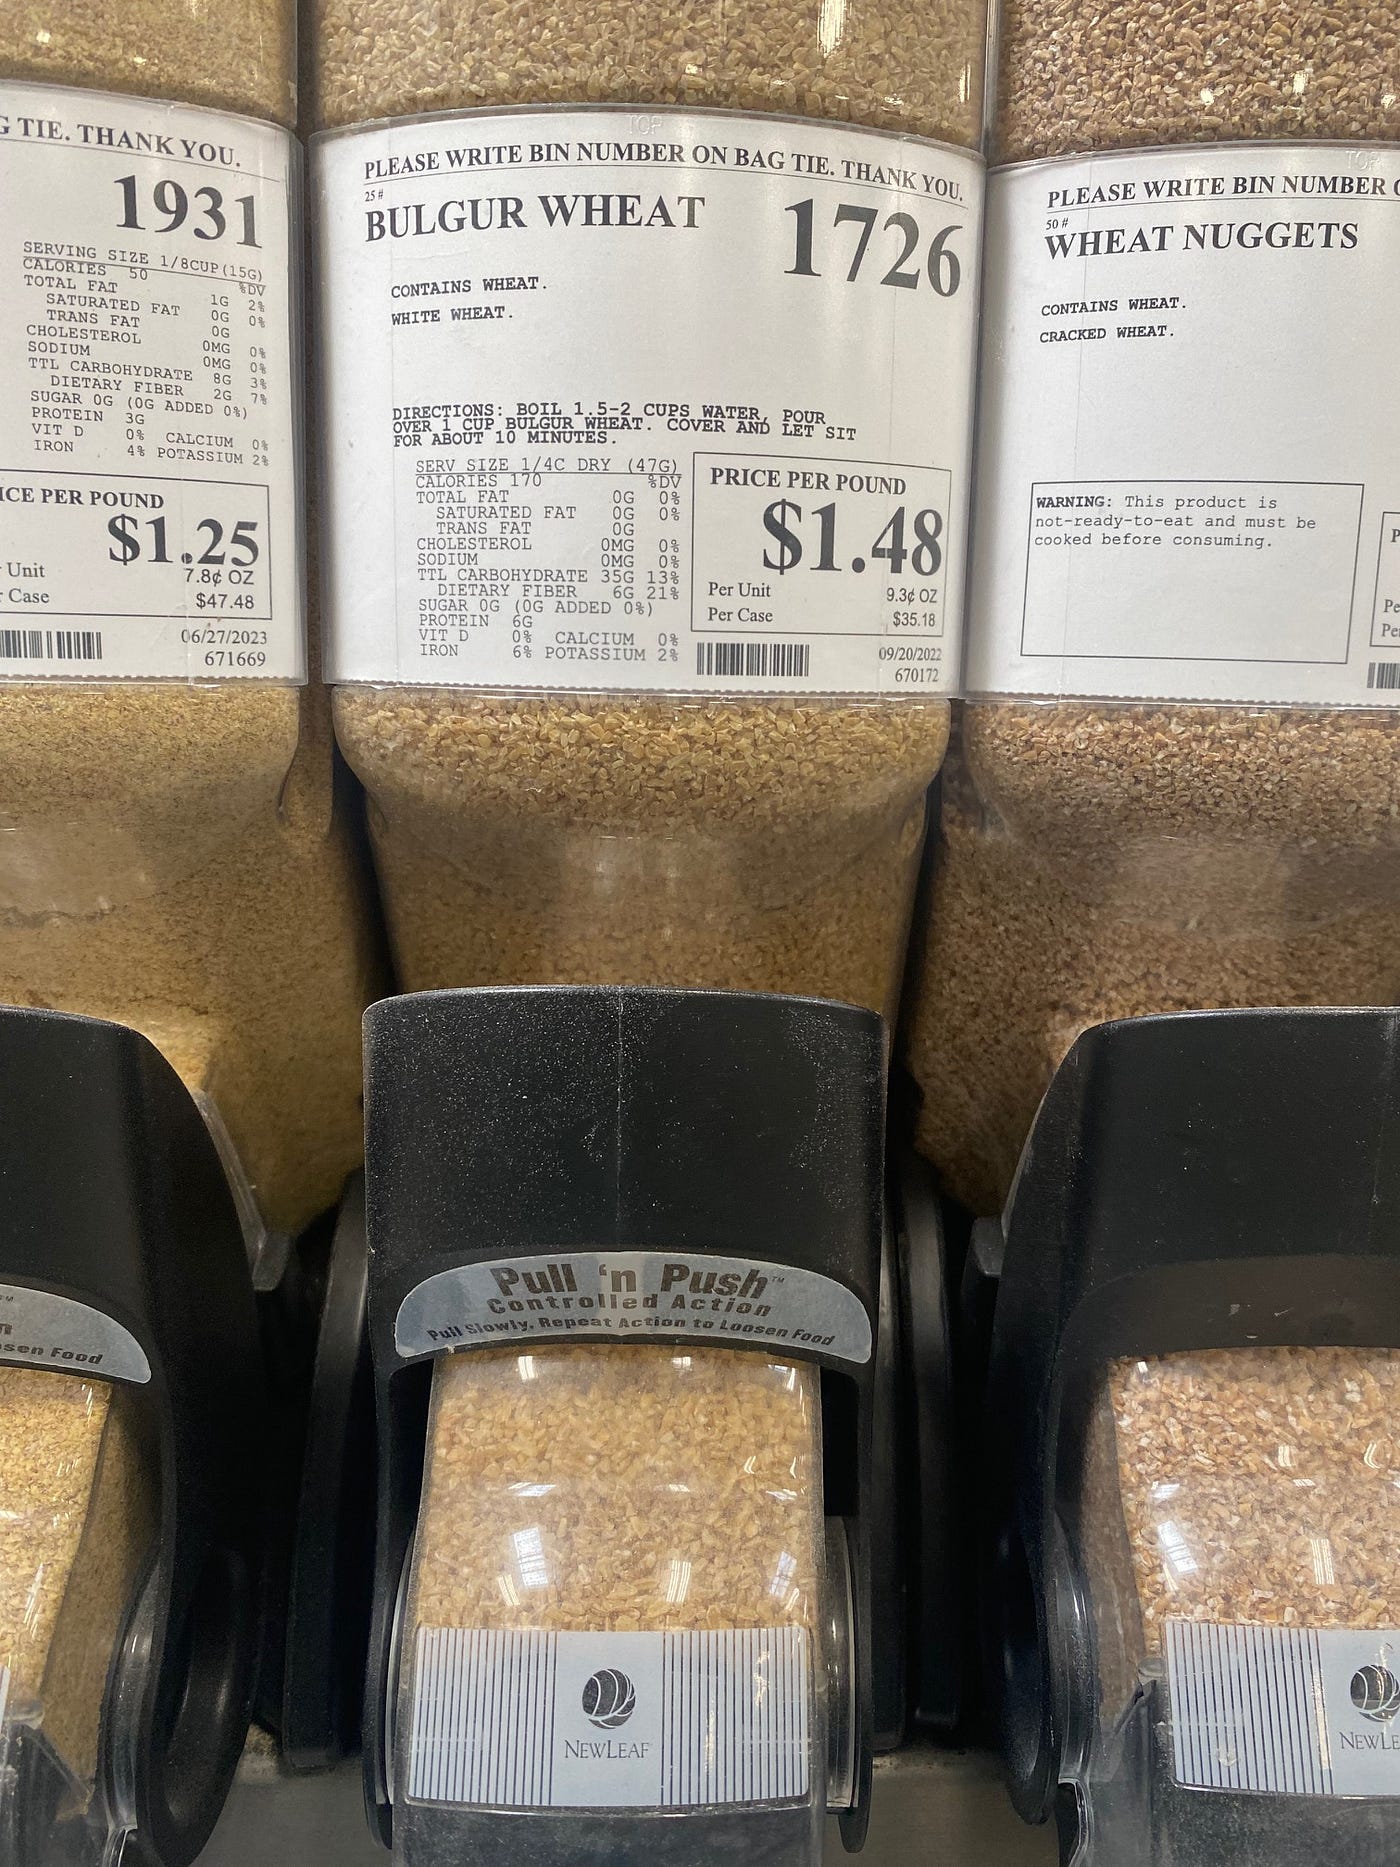 G TIE. THANK YOU.
1931
SERVING SIZE 1/8CUP(15G)
CALORIES 50 %DV
TOTAL FAT 1G 2%
SATURATED FAT 0G 0%
TRANS FAT 0G
CHOLESTEROL 0MG 0%
SODIUM 0MG 0%
TTL CARBOHYDRATE 8G 3%
DIETARY FIBER 2G 7%
SUGAR 0G (0G ADDED 0%)
PROTEIN 3G
VIT D 0% CALCIUM 0%
IRON 4% POTASSIUM 2%
ICE PER POUND
$1.25
Unit 7.8¢ OZ
Case $47.48
06/27/2023
671669
TOP
PLEASE WRITE BIN NUMBER ON BAG TIE. THANK YOU.
25 #
BULGUR WHEAT 1726
CONTAINS WHEAT.
WHITE WHEAT.
DIRECTIONS: BOIL 1.5-2 CUPS WATER, POUR
OVER 1 CUP BULGUR WHEAT. COVER AND LET SIT
FOR ABOUT 10 MINUTES.
SERV SIZE 1/4C DRY (47G)
CALORIES 170 %DV
TOTAL FAT 0G 0%
SATURATED FAT 0G 0%
TRANS FAT 0G
CHOLESTEROL 0MG 0%
SODIUM 0MG 0%
TTL CARBOHYDRATE 35G 13%
DIETARY FIBER 6G 21%
SUGAR 0G (0G ADDED 0%)
PROTEIN 6G
VIT D 0% CALCIUM 0%
IRON 6% POTASSIUM 2%
PRICE PER POUND
$1.48
Per Unit 9.3¢ OZ
Per Case $35.18
09/20/2022
670172
TOP
PLEASE WRITE BIN NUMBER
50 #
WHEAT NUGGETS
CONTAINS WHEAT.
CRACKED WHEAT.
WARNING: This product is
not-ready-to-eat and must be
cooked before consuming.
P
Pe
Pe
Pull 'n Push™
Controlled Action
Pull Slowly, Repeat Action to Loosen Food
sen Food
NEWLEAF
NEWLE